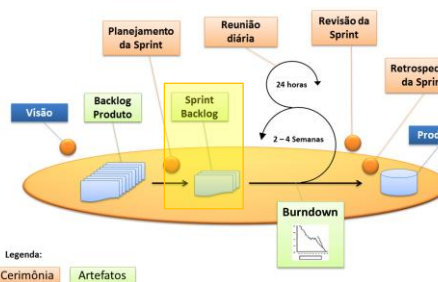 Planejamento
da Sprint
Reunião
diária
Revisão da
Sprint
Retrospec
da Sprin
24 horas
Visão
Backlog
Produto
Sprint
Backlog
2 – 4 Semanas
Prod
Burndown
Legenda:
Cerimônia
Artefatos